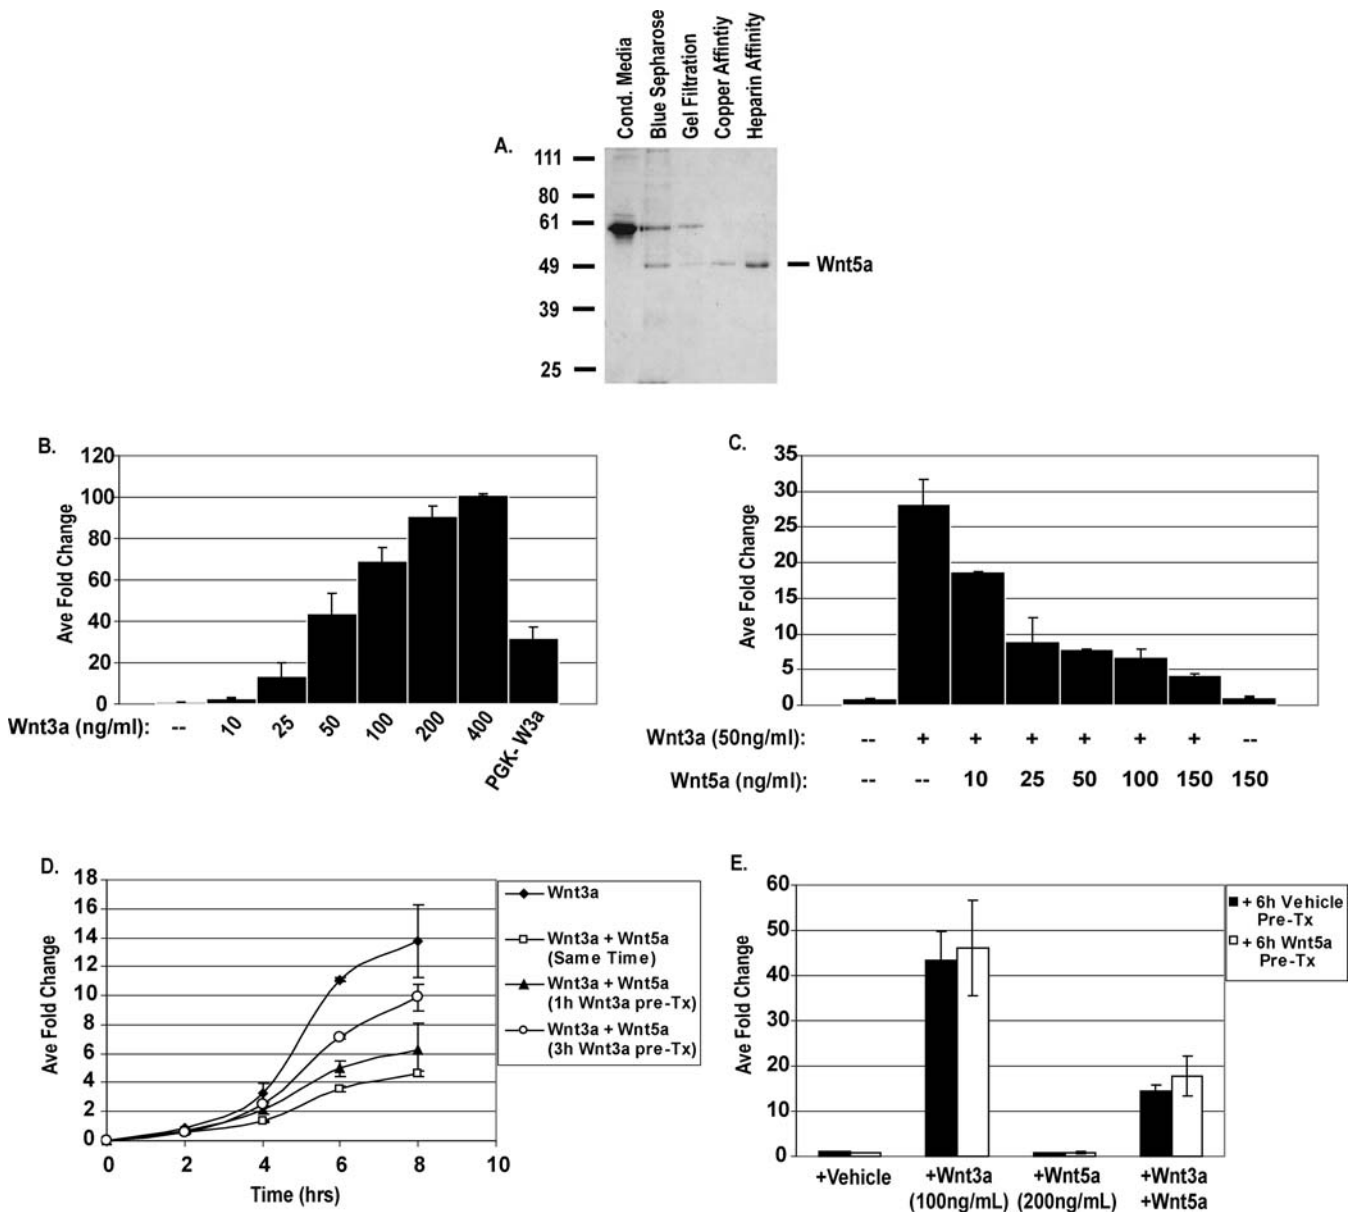 A.
Cond. Media
Blue Sepharose
Gel Filtration
Copper Affintiy
Heparin Affinity
111
80
61
49
39
25
Wnt5a
B.
Ave Fold Change
120
100
80
60
40
20
0
Wnt3a (ng/ml): -- 10 25 50 100 200 400 PGK- W3a
C.
Ave Fold Change
35
30
25
20
15
10
5
0
Wnt3a (50ng/ml): -- + + + + + + --
Wnt5a (ng/ml): -- -- 10 25 50 100 150 150
D.
Ave Fold Change
18
16
14
12
10
8
6
4
2
0
0 2 4 6 8 10
Time (hrs)
Wnt3a
Wnt3a + Wnt5a
(Same Time)
Wnt3a + Wnt5a
(1h Wnt3a pre-Tx)
Wnt3a + Wnt5a
(3h Wnt3a pre-Tx)
E.
Ave Fold Change
60
50
40
30
20
10
0
+Vehicle +Wnt3a +Wnt5a +Wnt3a
(100ng/mL) (200ng/mL) +Wnt5a
+ 6h Vehicle
Pre-Tx
+ 6h Wnt5a
Pre-Tx